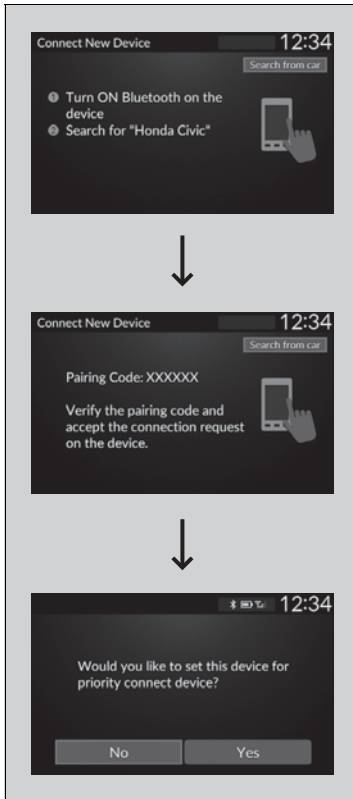 Connect New Device 12:34
Search from car
❶ Turn ON Bluetooth on the
device
❷ Search for "Honda Civic"
Connect New Device 12:34
Search from car
Pairing Code: XXXXXX
Verify the pairing code and
accept the connection request
on the device.
12:34
Would you like to set this device for
priority connect device?
No Yes